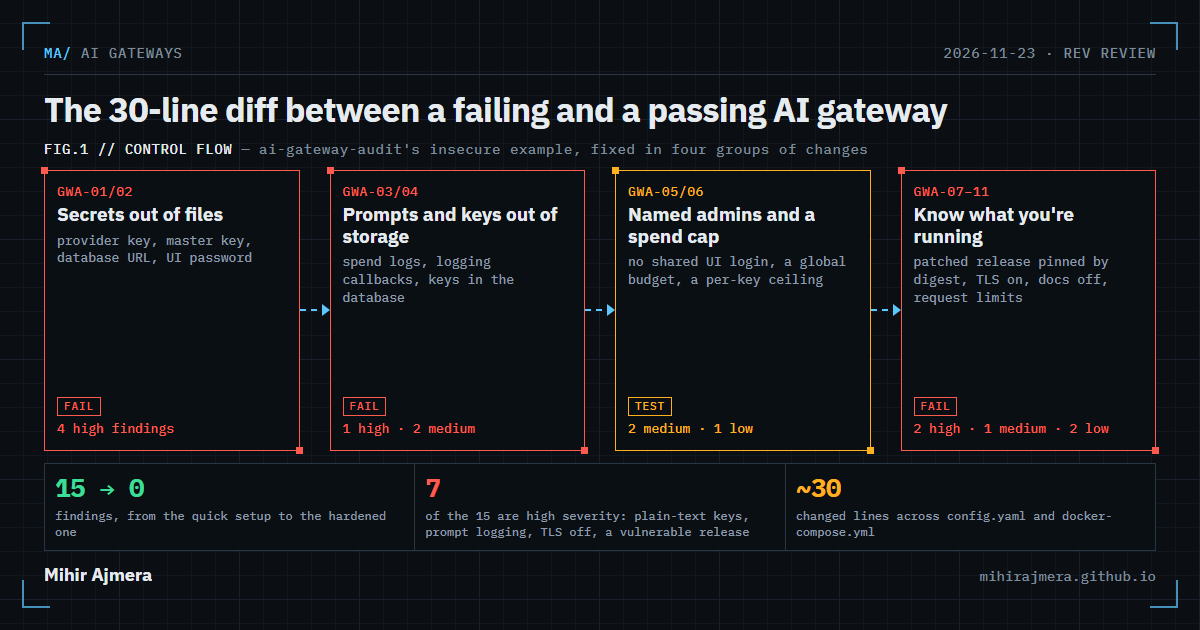 MA/ AI GATEWAYS
2026-11-23 · REV REVIEW
The 30-line diff between a failing and a passing AI gateway
FIG.1 // CONTROL FLOW — ai-gateway-audit's insecure example, fixed in four groups of changes
GWA-01/02
Secrets out of files
provider key, master key,
database URL, UI password
FAIL
4 high findings
GWA-03/04
Prompts and keys out of
storage
spend logs, logging
callbacks, keys in the
database
FAIL
1 high · 2 medium
GWA-05/06
Named admins and a
spend cap
no shared UI login, a global
budget, a per-key ceiling
TEST
2 medium · 1 low
GWA-07–11
Know what you're
running
patched release pinned by
digest, TLS on, docs off,
request limits
FAIL
2 high · 1 medium · 2 low
15 → 0
findings, from the quick setup to the hardened
one
7
of the 15 are high severity: plain-text keys,
prompt logging, TLS off, a vulnerable release
~30
changed lines across config.yaml and docker-
compose.yml
Mihir Ajmera
mihirajmera.github.io